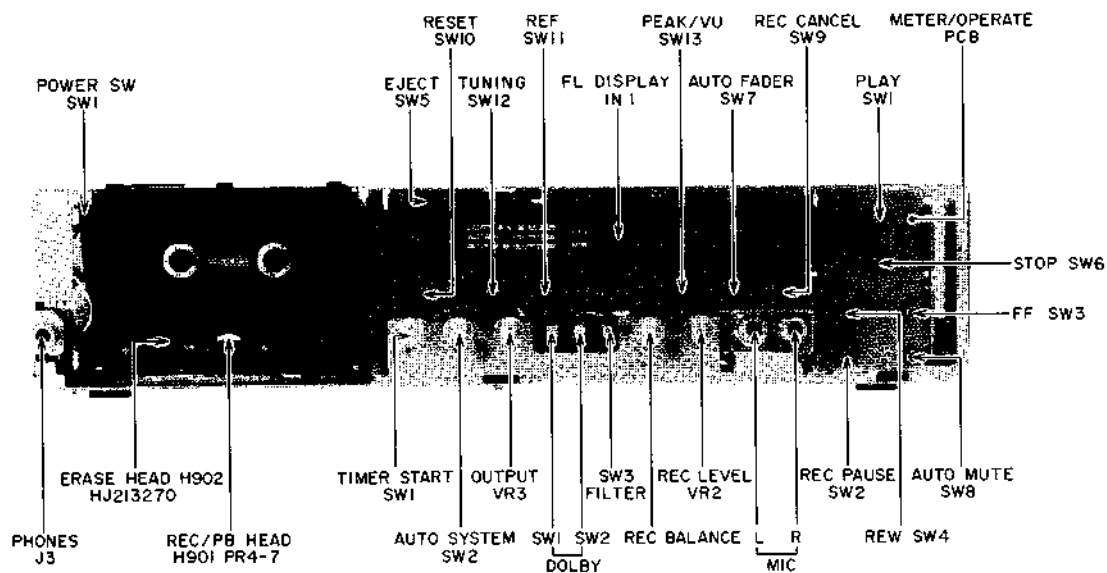 RESET
SW10
REF
SW11
PEAK/VU
SW13
REC CANCEL
SW9
METER/OPERATE
PCB
POWER SW
SW1
EJECT
SW5
TUNING
SW12
FL DISPLAY
IN 1
AUTO FADER
SW7
PLAY
SW1
STOP SW6
FF SW3
ERASE HEAD H902
HJ213270
TIMER START
SW1
OUTPUT
VR3
SW3
FILTER
REC LEVEL
VR2
REC PAUSE
SW2
AUTO MUTE
SW8
PHONES
J3
REC/PB HEAD
H901 PR4-7
AUTO SYSTEM
SW2
SW1 SW2
DOLBY
REC BALANCE
L R
MIC
REW SW4